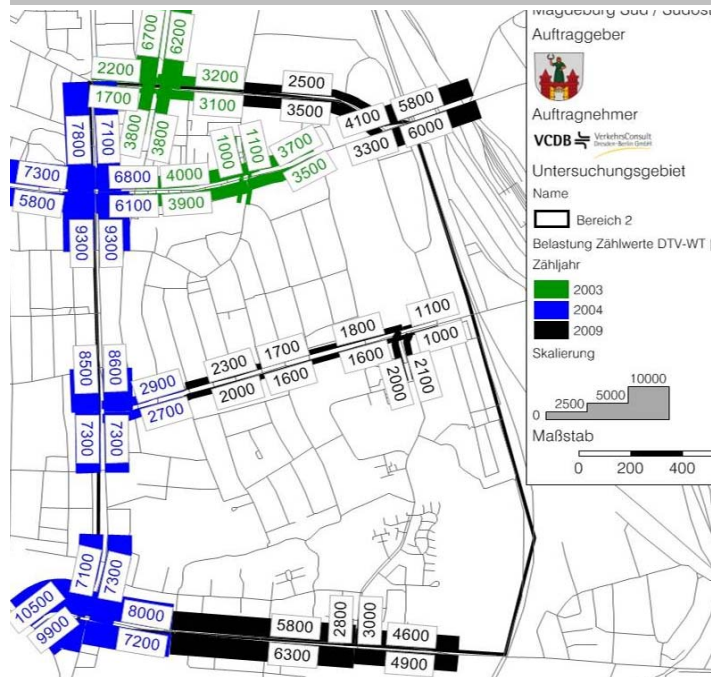 Magdeburg Süd / Südost
Auftraggeber
Auftragnehmer
VCDB VerkehrsConsult
Dresden-Berlin GmbH
Untersuchungsgebiet
Name
Bereich 2
Belastung Zählwerte DTV-WT [
Zähljahr
2003
2004
2009
Skalierung
10000
5000
2500
0
Maßstab
0 200 400
6700 6200
2200 3200 2500
1700 3100 3500
3800 3800
7800 7100
4100 5800
3300 6000
1000 1100 3700
3500
7300 6800 4000
5800 6100 3900
9300 9300
8500 8600
2900 2300 1700 1800 1100
2700 2000 1600 1600 1000
2000 2100
7300 7300
7100 7300
10500 8000 5800 2800 3000 4600
9900 7200 6300 4900